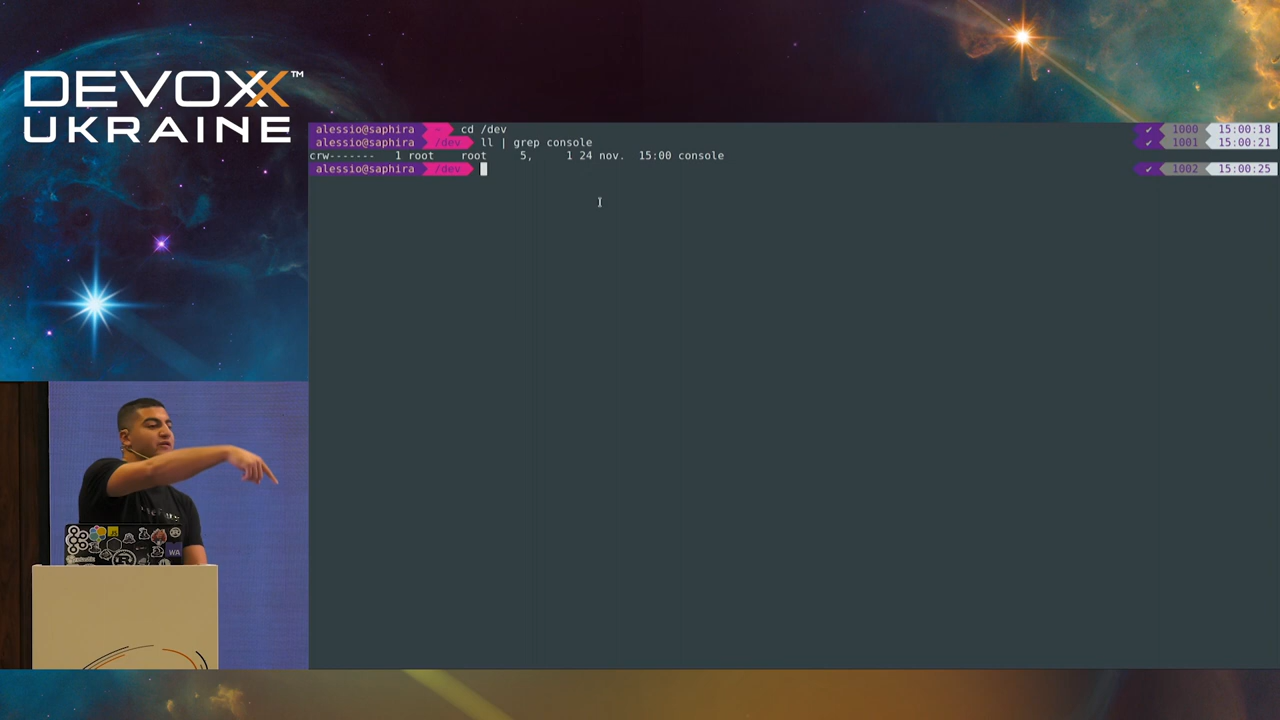 DEVOXX™
UKRAINE
alessio@saphira ~ cd /dev ✓ 1000 15:00:18
alessio@saphira /dev ll | grep console ✓ 1001 15:00:21
crw------- 1 root root 5, 1 24 nov. 15:00 console
alessio@saphira /dev ✓ 1002 15:00:25
JS
WA